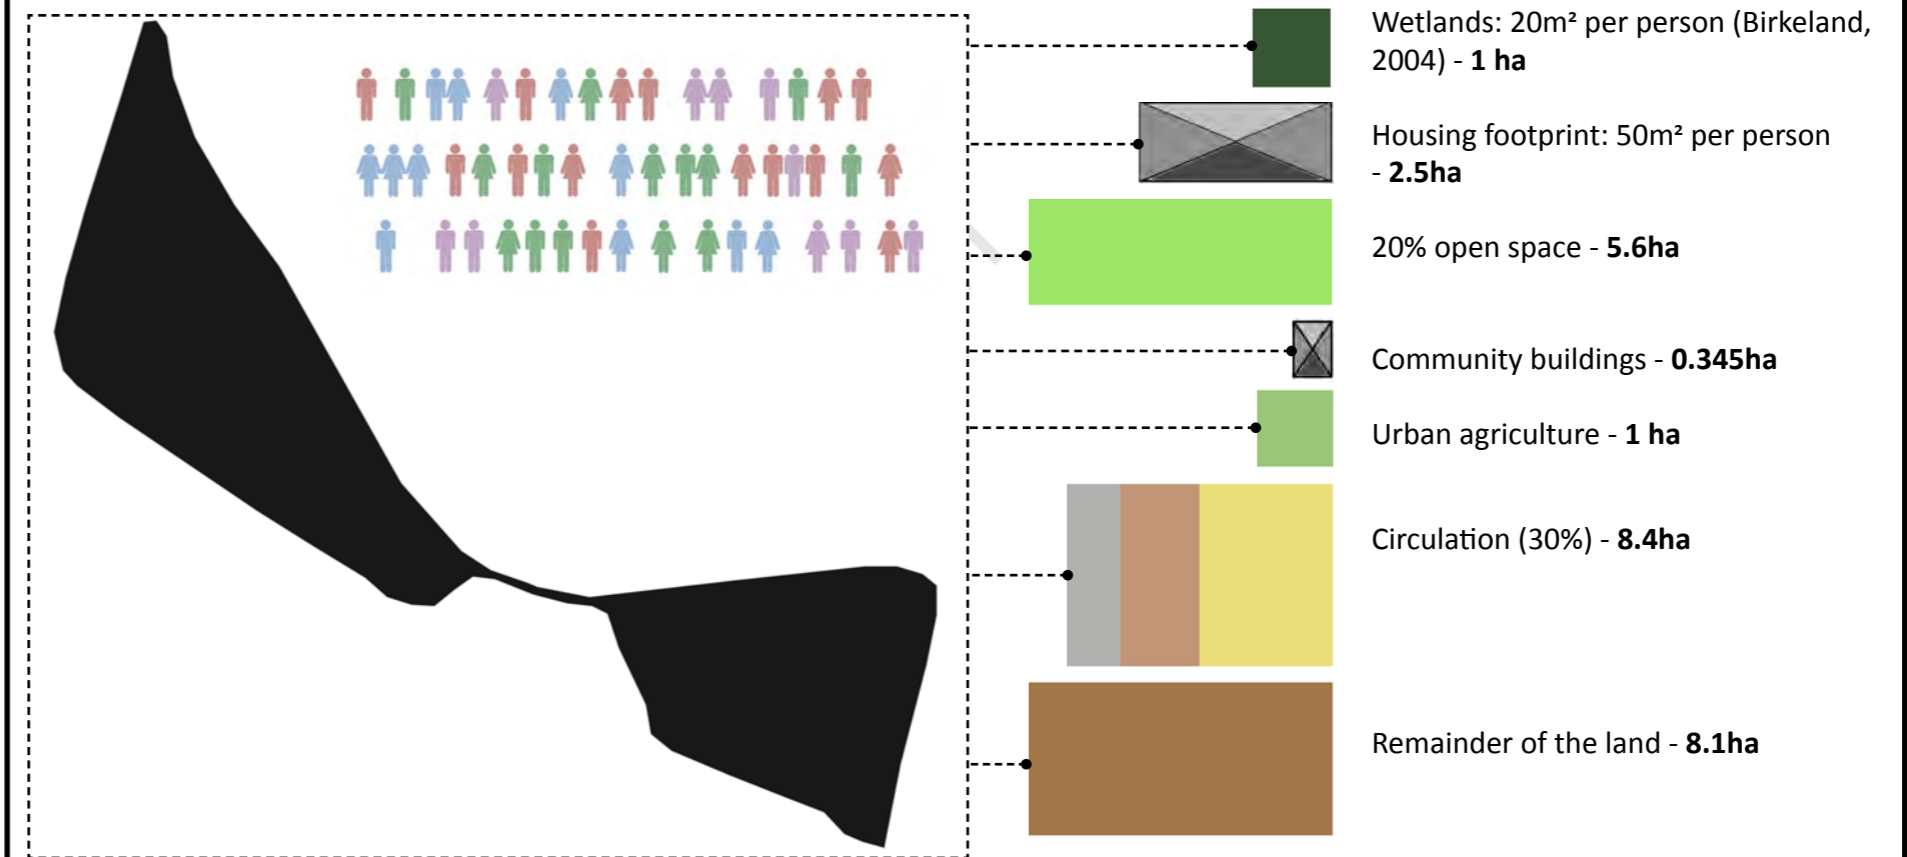 Wetlands: 20m² per person (Birkeland,
2004) - 1 ha
Housing footprint: 50m² per person
- 2.5ha
20% open space - 5.6ha
Community buildings - 0.345ha
Urban agriculture - 1 ha
Circulation (30%) - 8.4ha
Remainder of the land - 8.1ha